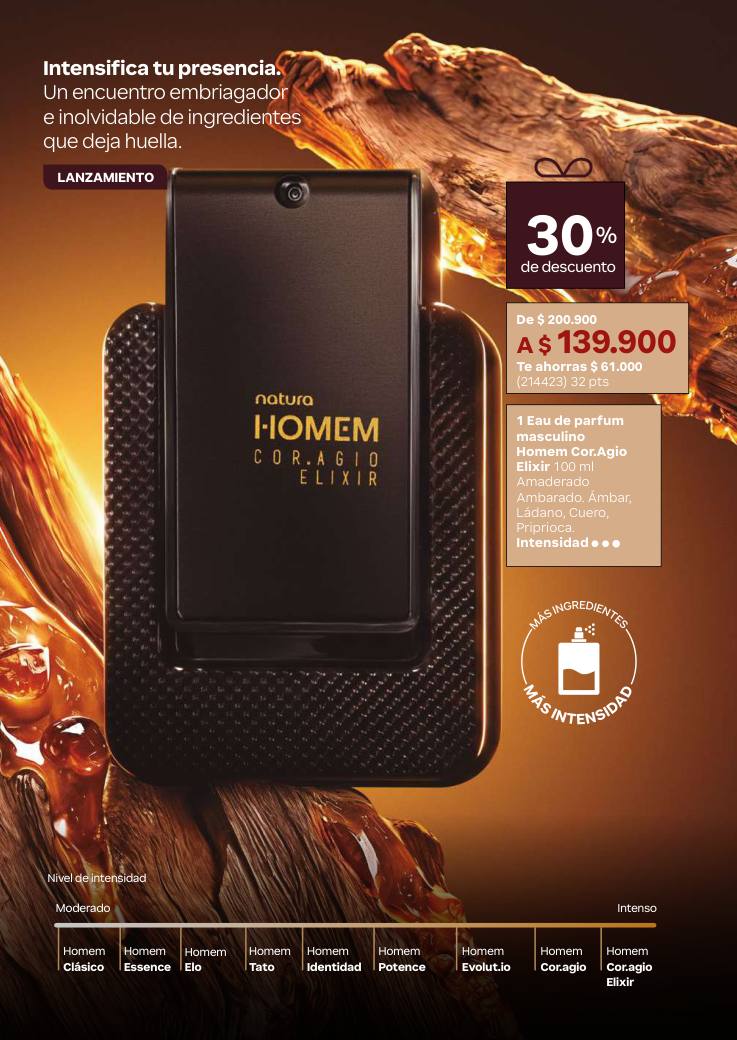 Intensifica tu presencia.
Un encuentro embriagador
e inolvidable de ingredientes
que deja huella.
LANZAMIENTO
30%
de descuento
De $ 200.900
A $ 139.900
Te ahorras $ 61.000
(214423) 32 pts
1 Eau de parfum
masculino
Homem Cor.Agio
Elixir 100 ml
Amaderado
Ambarado. Ámbar,
Ládano, Cuero,
Priprioca.
Intensidad ● ● ●
natura
HOMEM
COR.AGIO
ELIXIR
MÁS INGREDIENTES
MÁS INTENSIDAD
Nivel de intensidad
Moderado Intenso
Homem Homem Homem Homem Homem Homem Homem Homem Homem
Clásico Essence Elo Tato Identidad Potence Evolut.io Cor.agio Cor.agio
Elixir